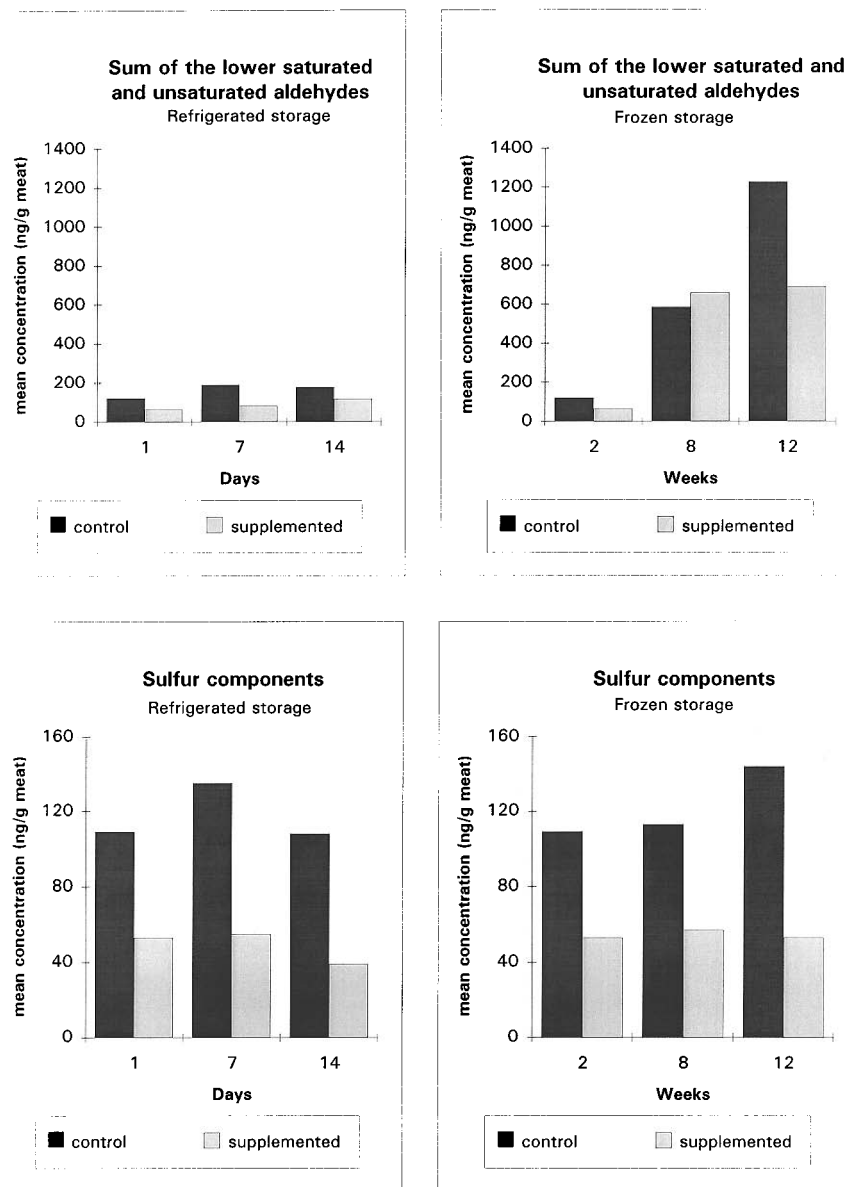 Sum of the lower saturated
and unsaturated aldehydes
Refrigerated storage
mean concentration (ng/g meat)
1400
1200
1000
800
600
400
200
0
1 7 14
Days
control supplemented
Sum of the lower saturated and
unsaturated aldehydes
Frozen storage
mean concentration (ng/g meat)
1400
1200
1000
800
600
400
200
0
2 8 12
Weeks
control supplemented
Sulfur components
Refrigerated storage
mean concentration (ng/g meat)
160
120
80
40
0
1 7 14
Days
control supplemented
Sulfur components
Frozen storage
mean concentration (ng/g meat)
160
120
80
40
0
2 8 12
Weeks
control supplemented